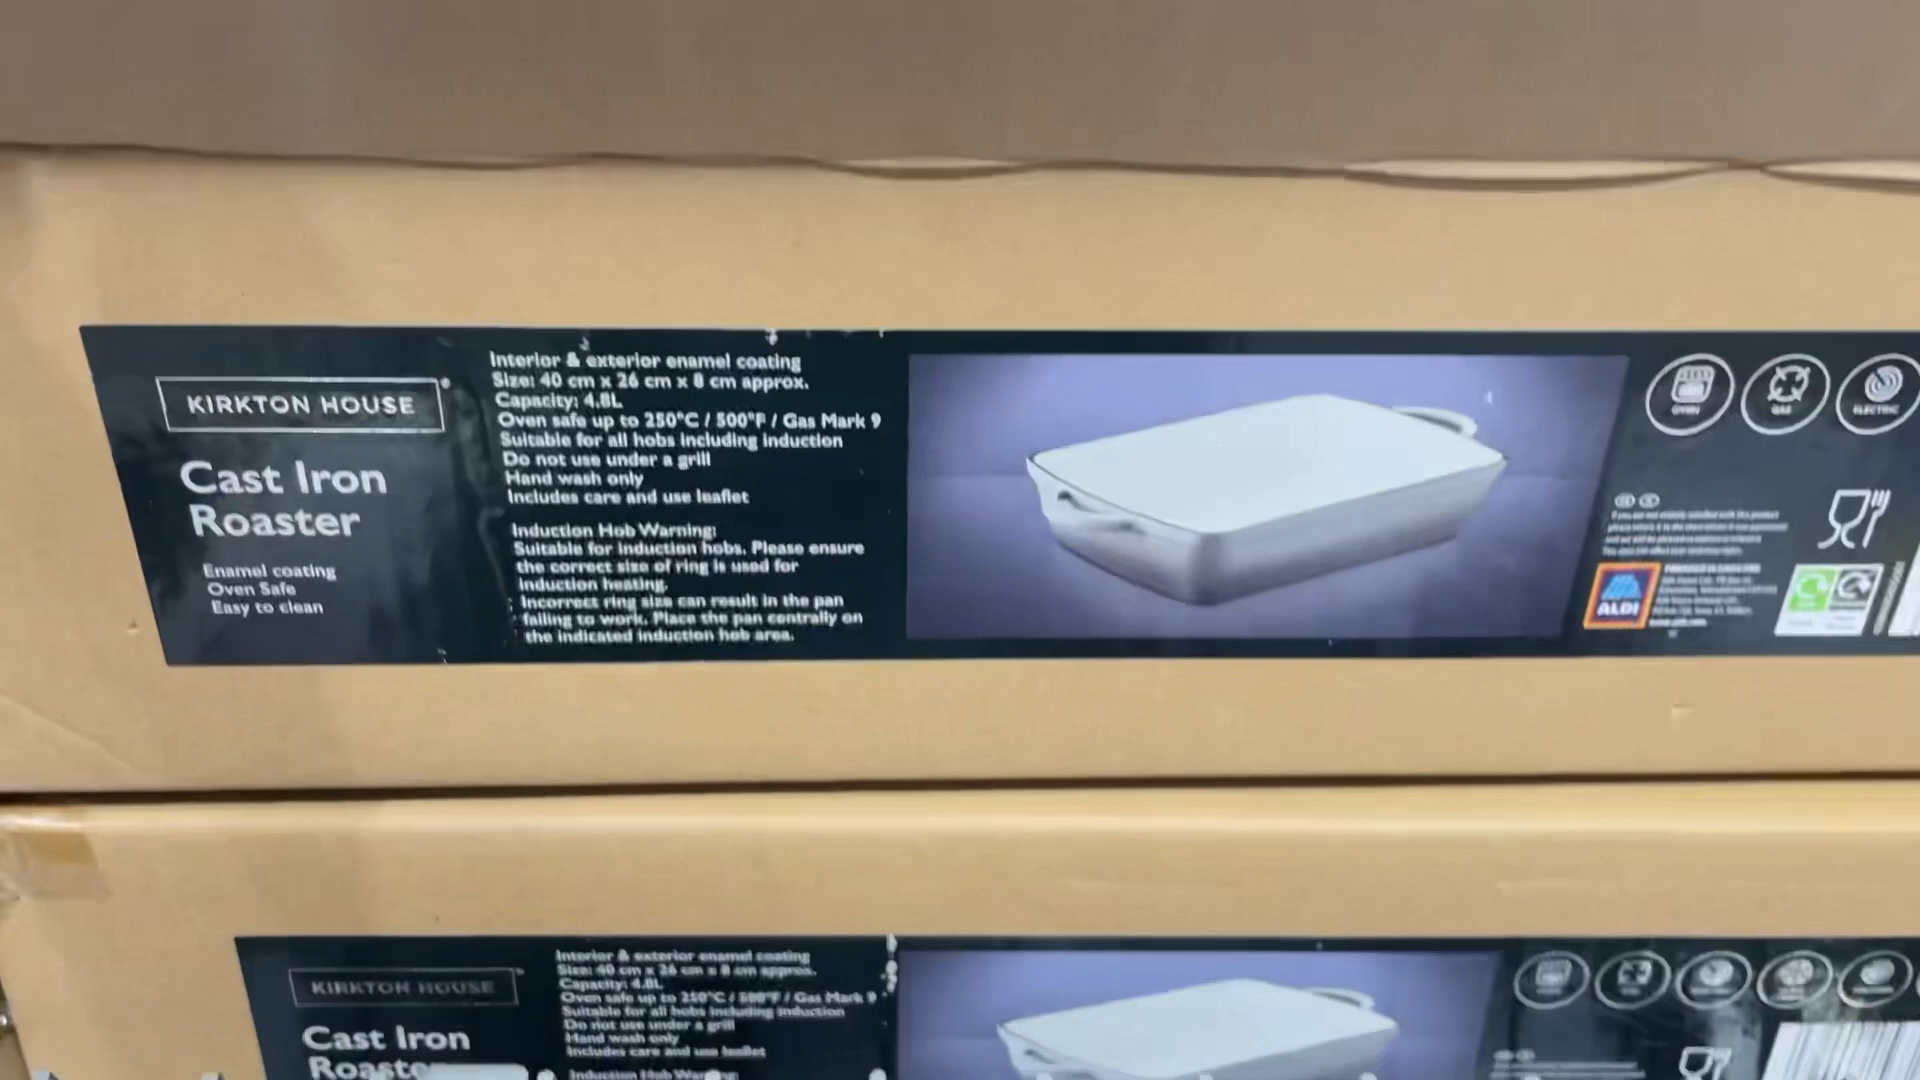 KIRKTON HOUSE
Cast Iron
Roaster
Enamel coating
Oven Safe
Easy to clean
Interior & exterior enamel coating
Size: 40 cm x 26 cm x 8 cm approx.
Capacity: 4.8L
Oven safe up to 250°C / 500°F / Gas Mark 9
Suitable for all hobs including induction
Do not use under a grill
Hand wash only
Includes care and use leaflet
Induction Hob Warning:
Suitable for induction hobs. Please ensure
the correct size of ring is used for
induction heating.
Incorrect ring size can result in the pan
failing to work. Place the pan centrally on
the indicated induction hob area.
OVEN
GAS
ELECTRIC
ALDI
KIRKTON HOUSE
Cast Iron
Roaster
Interior & exterior enamel coating
Size: 40 cm x 26 cm x 8 cm approx.
Capacity: 4.8L
Oven safe up to 250°C / 500°F / Gas Mark 9
Suitable for all hobs including induction
Do not use under a grill
Hand wash only
Includes care and use leaflet
Induction Hob Warning: